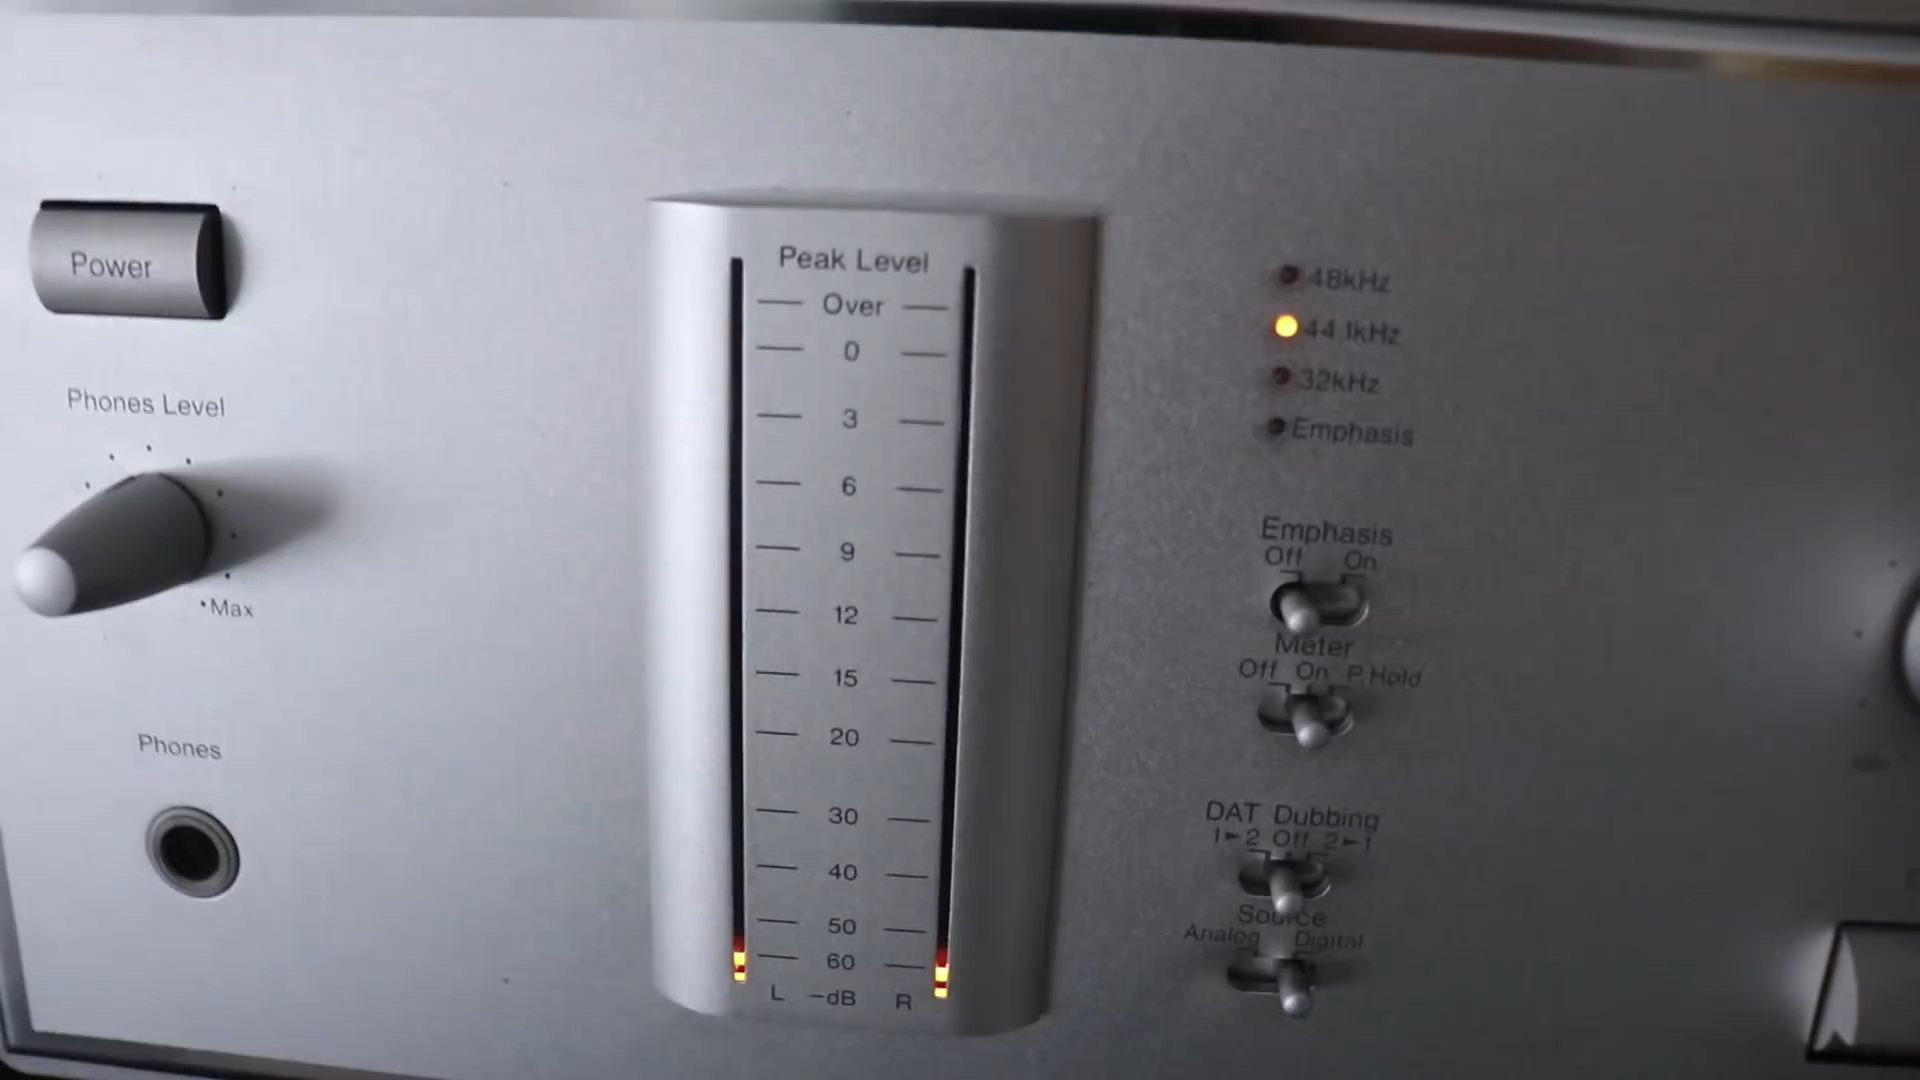 Power
Phones Level
Max
Phones
Peak Level
Over
0
3
6
9
12
15
20
30
40
50
60
L -dB R
48kHz
44.1kHz
32kHz
Emphasis
Emphasis
Off On
Meter
Off On P.Hold
DAT Dubbing
1►2 Off 2►1
Source
Analog Digital